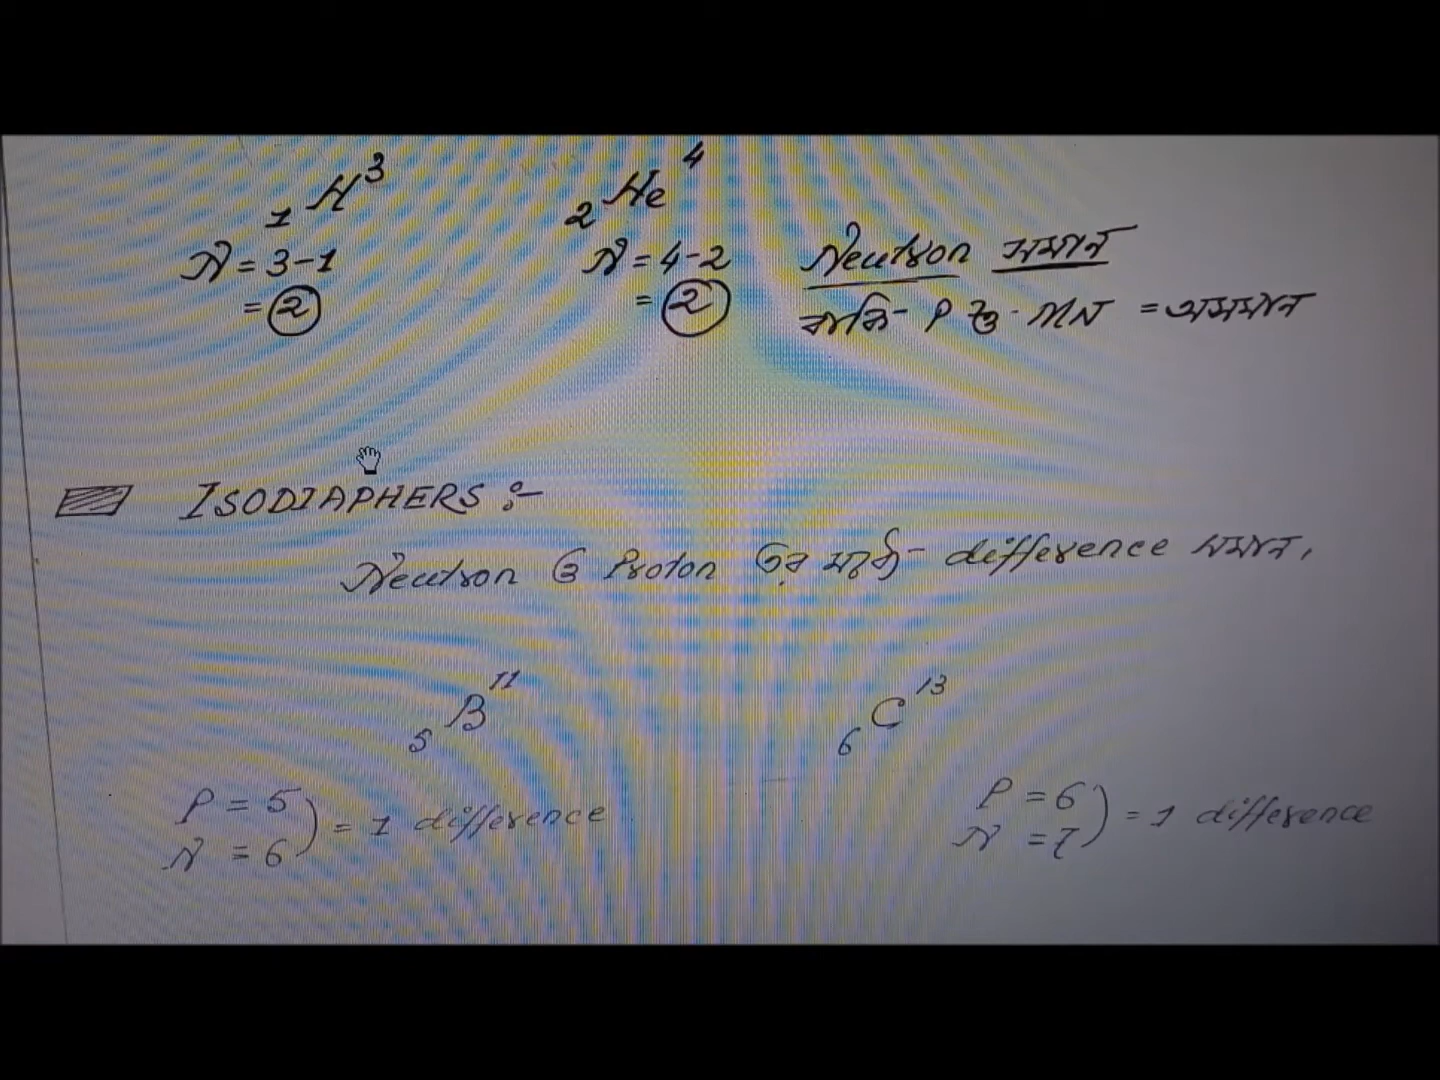 ₁H³ ₂He⁴
N = 3-1 N = 4-2 Neutron সমান
= 2 = 2 বাকি P ও MN = অসমান
ISODIAPHERS :-
Neutron ও Proton এর মধ্যে difference সমান,
₅B¹¹ ₆C¹³
P = 5 P = 6
= 1 difference = 1 difference
N = 6 N = 7